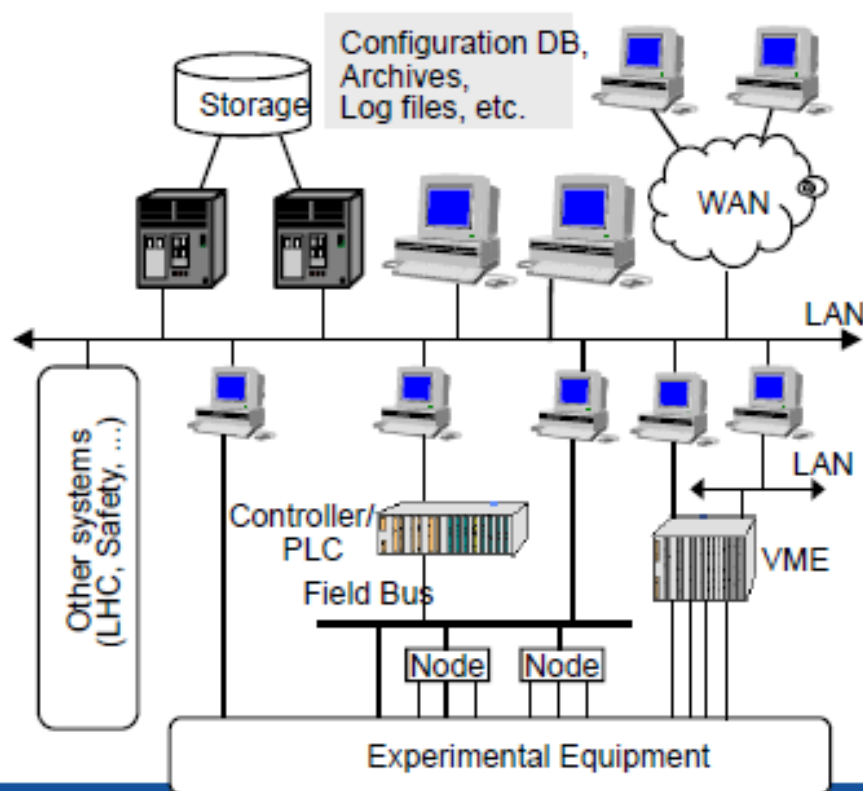 Configuration DB,
Archives,
Log files, etc.
Storage
WAN
LAN
Other systems
(LHC, Safety, ...)
LAN
Controller/
PLC
VME
Field Bus
Node
Node
Experimental Equipment